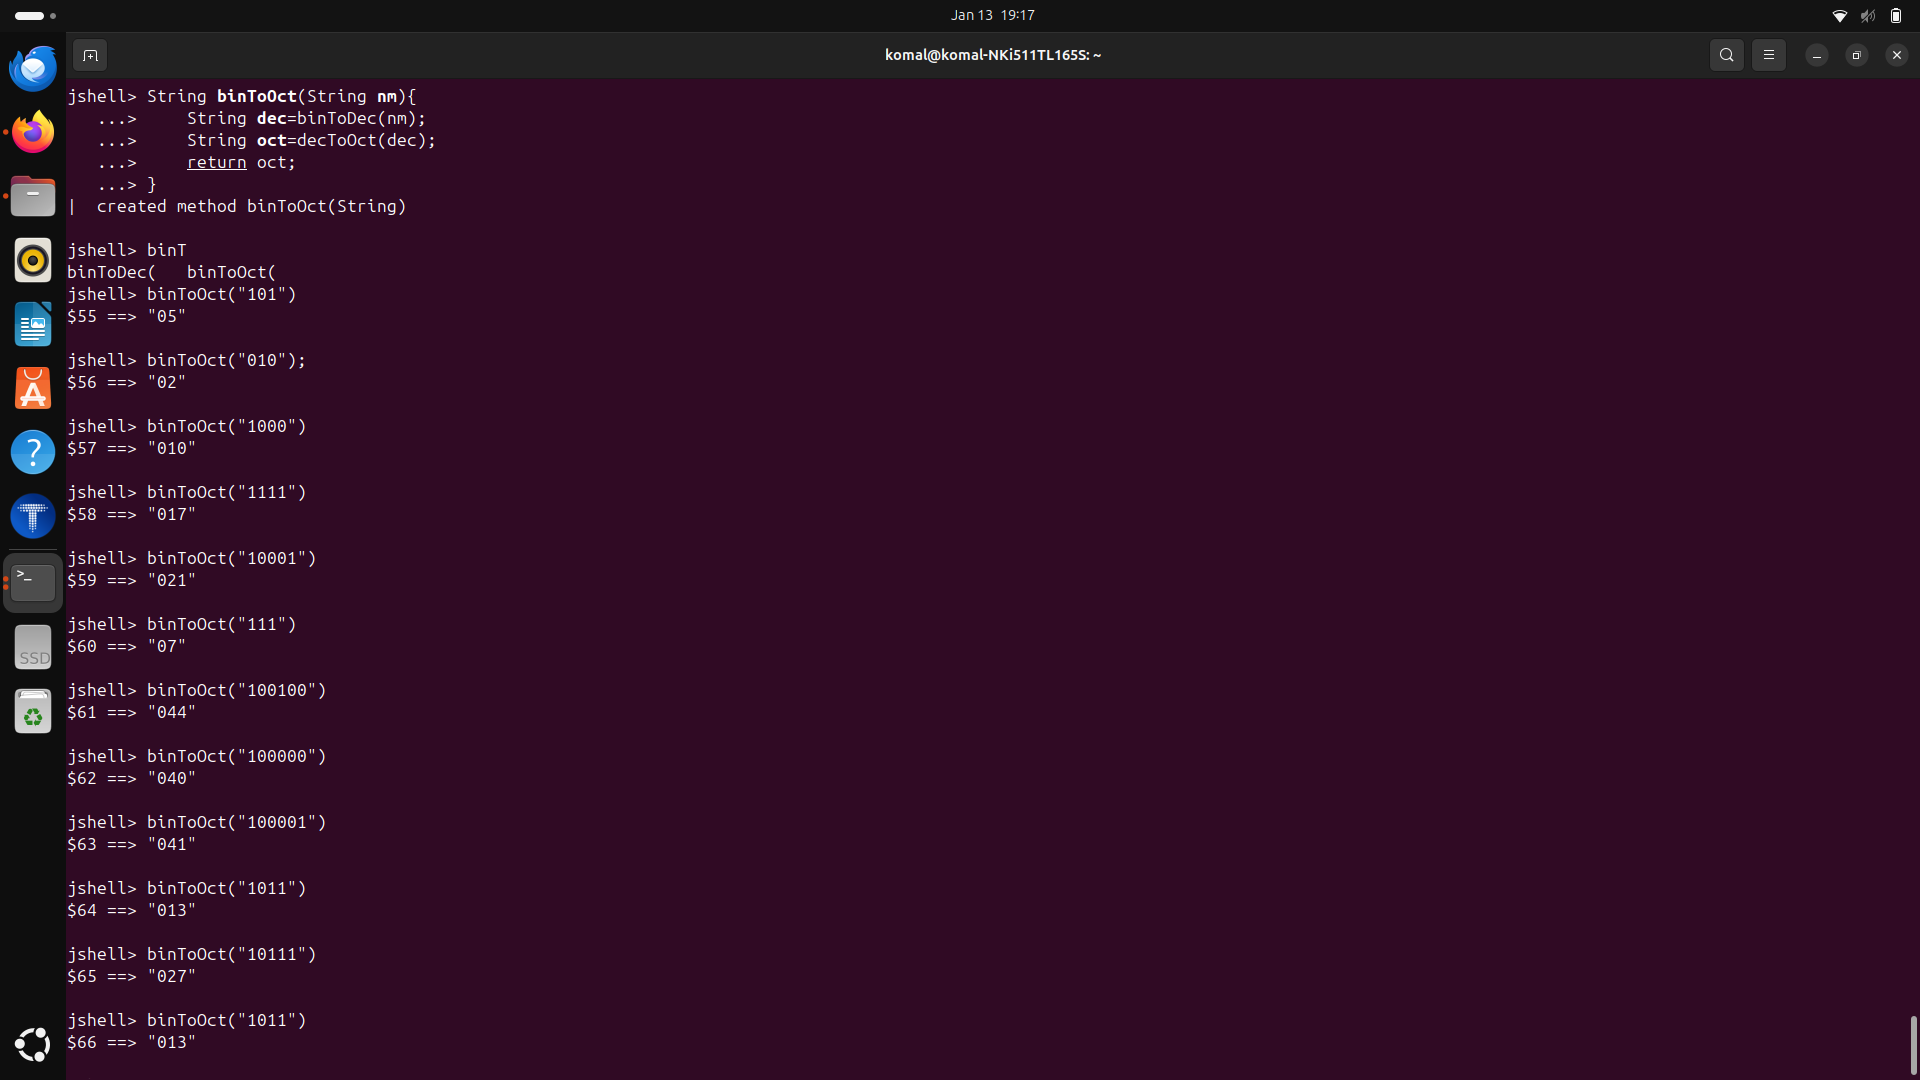 Jan 13 19:17
komal@komal-NKi511TL165S: ~
jshell> String binToOct(String nm){
   ...>     String dec=binToDec(nm);
   ...>     String oct=decToOct(dec);
   ...>     return oct;
   ...> }
|  created method binToOct(String)
jshell> binT
binToDec(   binToOct(
jshell> binToOct("101")
$55 ==> "05"
jshell> binToOct("010");
$56 ==> "02"
jshell> binToOct("1000")
$57 ==> "010"
jshell> binToOct("1111")
$58 ==> "017"
jshell> binToOct("10001")
$59 ==> "021"
jshell> binToOct("111")
$60 ==> "07"
jshell> binToOct("100100")
$61 ==> "044"
jshell> binToOct("100000")
$62 ==> "040"
jshell> binToOct("100001")
$63 ==> "041"
jshell> binToOct("1011")
$64 ==> "013"
jshell> binToOct("10111")
$65 ==> "027"
jshell> binToOct("1011")
$66 ==> "013"
SSD